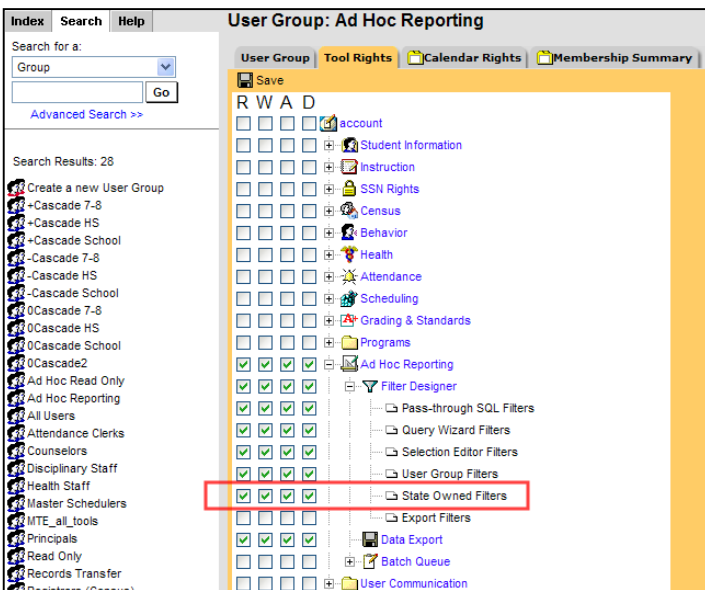 Index Search Help
Search for a:
Group
Go
Advanced Search >>
Search Results: 28
Create a new User Group
+Cascade 7-8
+Cascade HS
+Cascade School
-Cascade 7-8
-Cascade HS
-Cascade School
0Cascade 7-8
0Cascade HS
0Cascade School
0Cascade2
Ad Hoc Read Only
Ad Hoc Reporting
All Users
Attendance Clerks
Counselors
Disciplinary Staff
Health Staff
Master Schedulers
MTE_all_tools
Principals
Read Only
Records Transfer
User Group: Ad Hoc Reporting
User Group Tool Rights Calendar Rights Membership Summary
Save
R W A D
account
Student Information
Instruction
SSN Rights
Census
Behavior
Health
Attendance
Scheduling
A+ Grading & Standards
Programs
Ad Hoc Reporting
Filter Designer
Pass-through SQL Filters
Query Wizard Filters
Selection Editor Filters
User Group Filters
State Owned Filters
Export Filters
Data Export
Batch Queue
User Communication